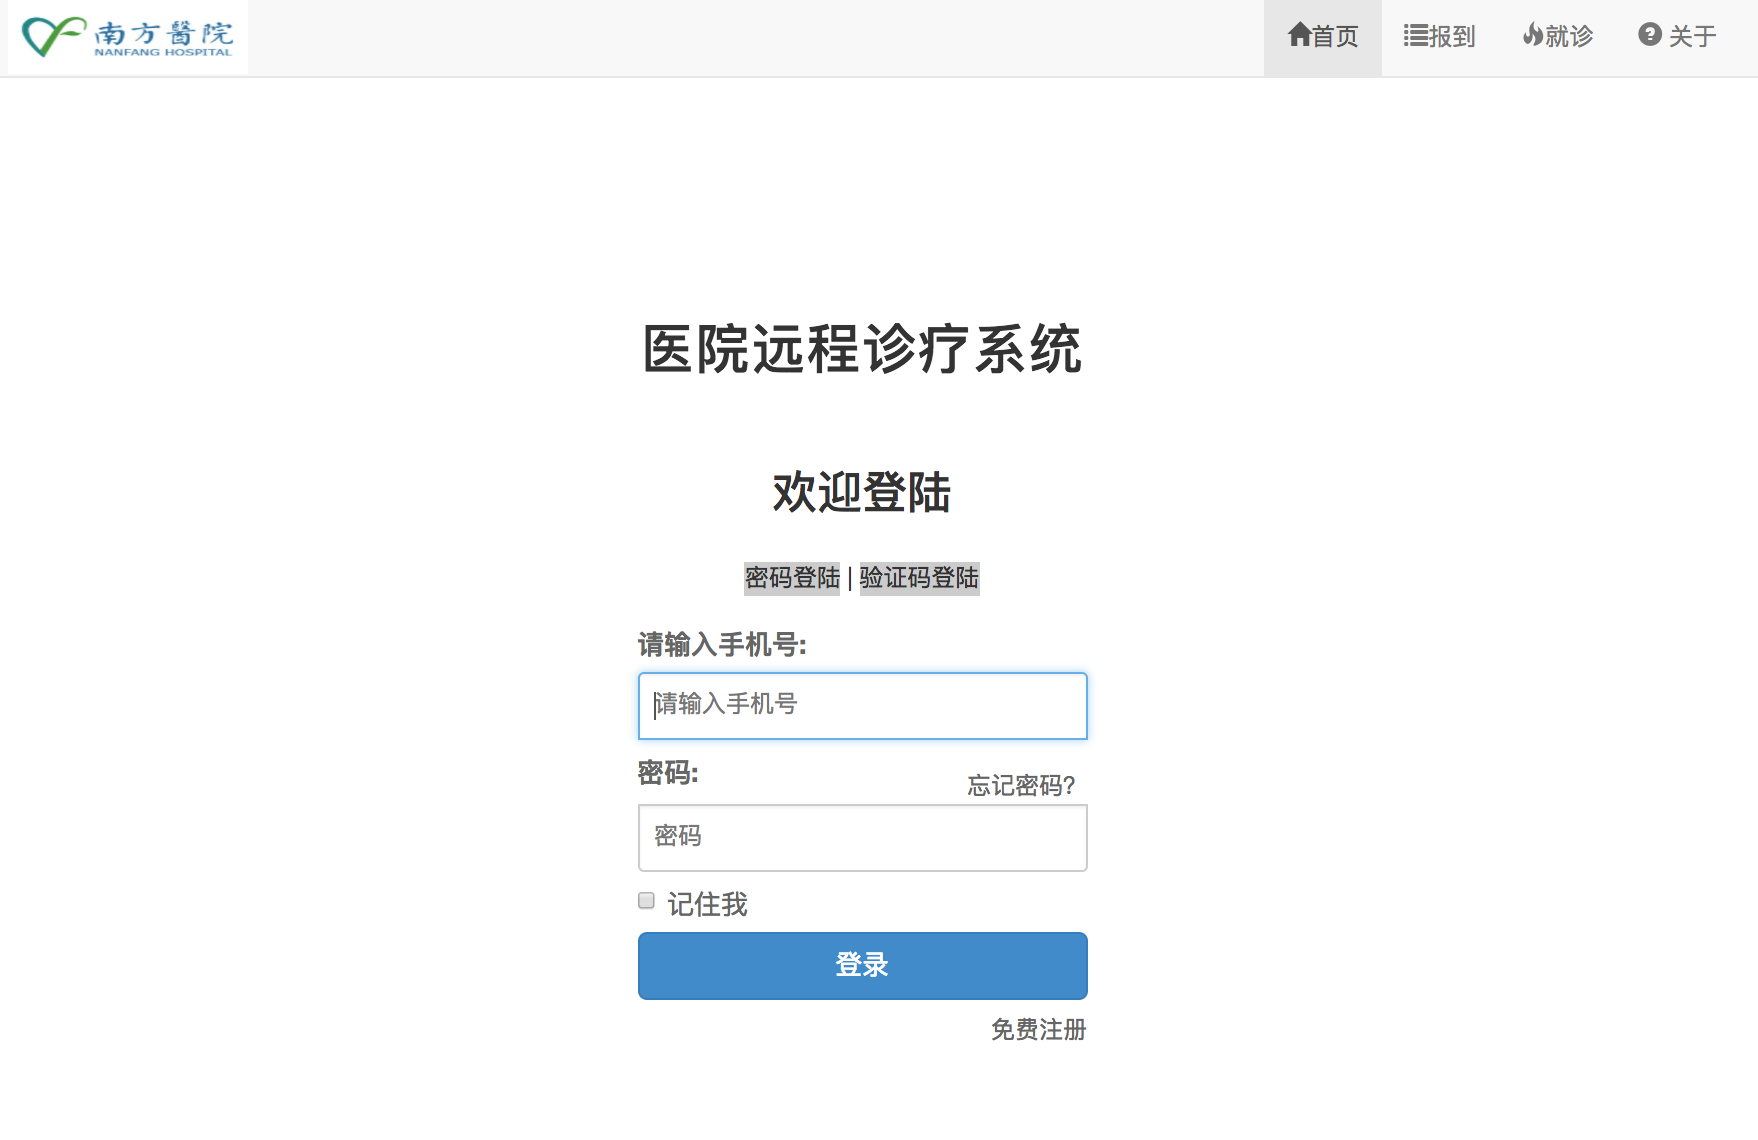 南方醫院
NANFANG HOSPITAL
首页 报到 就诊 关于
医院远程诊疗系统
欢迎登陆
密码登陆 | 验证码登陆
请输入手机号:
请输入手机号
密码:
忘记密码?
密码
记住我
登录
免费注册